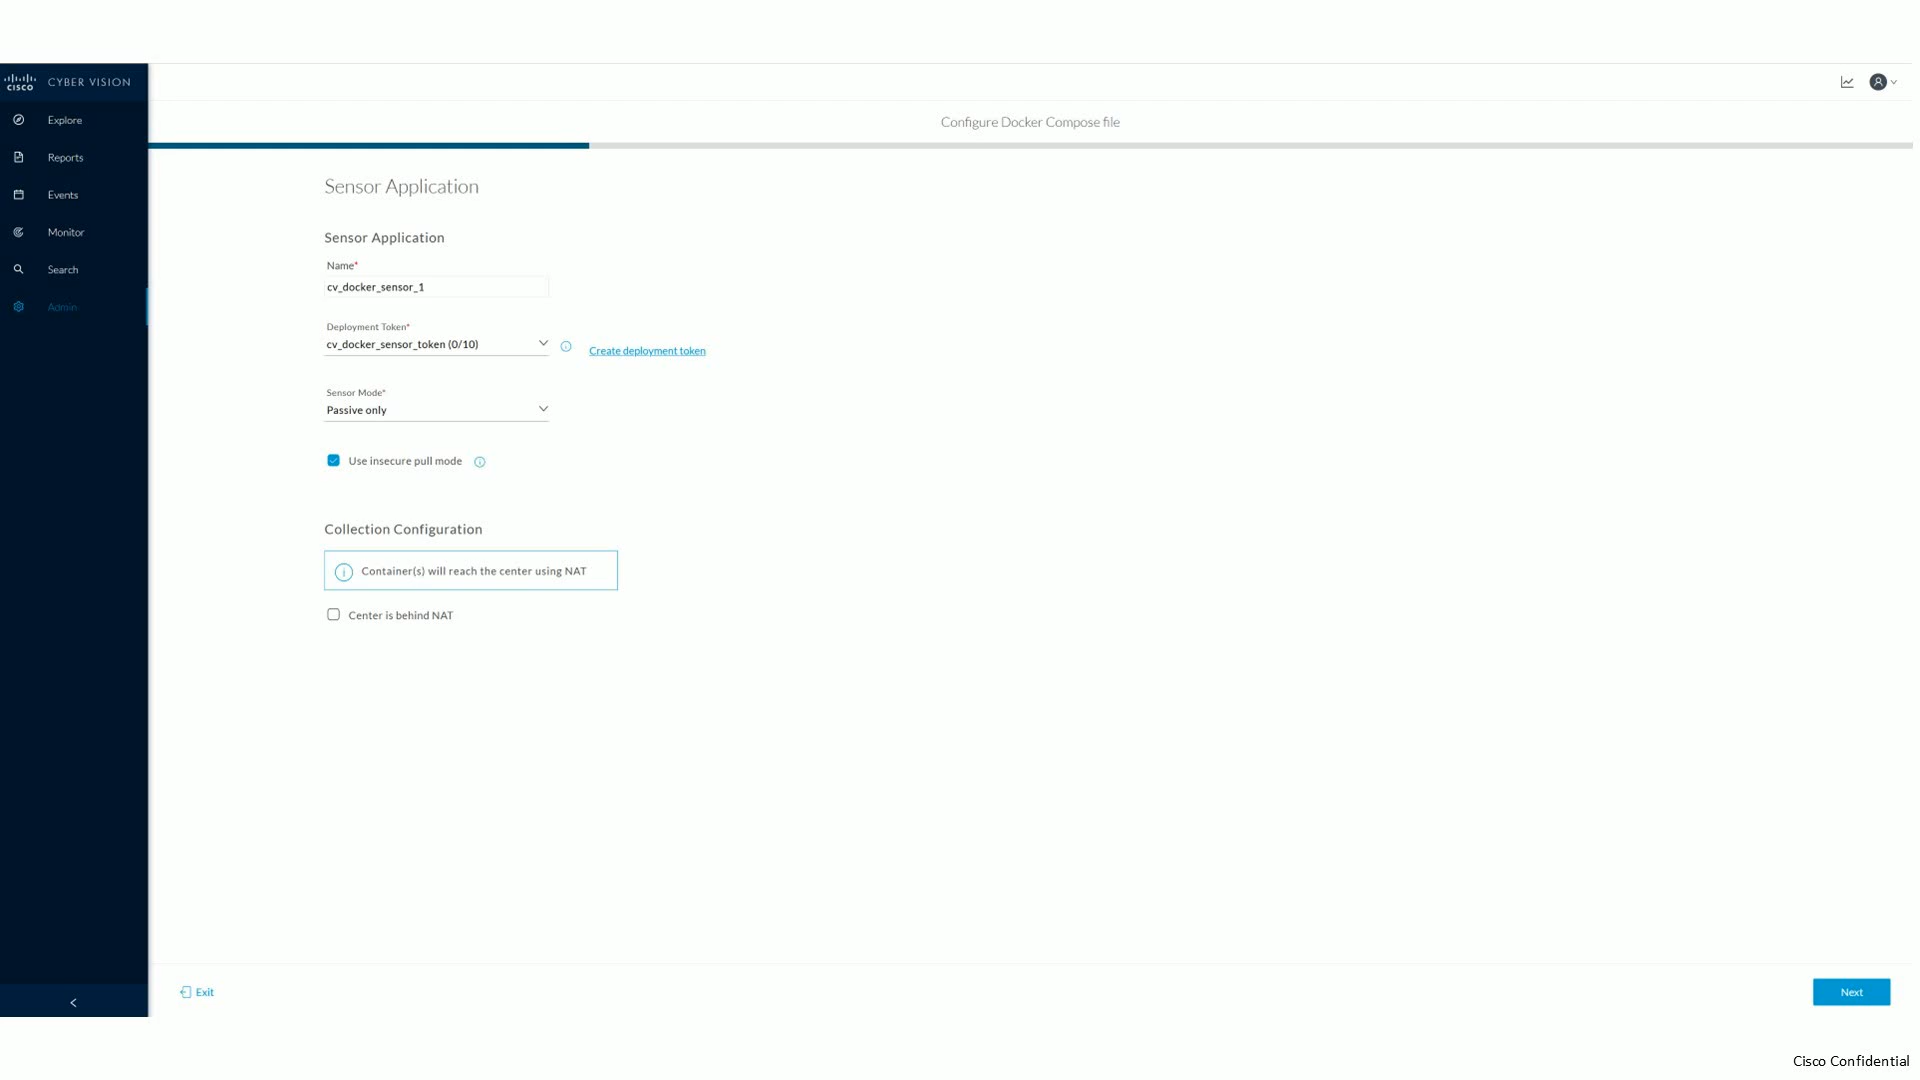 CISCO CYBER VISION
Explore
Reports
Events
Monitor
Search
Admin
Configure Docker Compose file
Sensor Application
Sensor Application
Name*
cv_docker_sensor_1
Deployment Token*
cv_docker_sensor_token (0/10)
Create deployment token
Sensor Mode*
Passive only
Use insecure pull mode
Collection Configuration
Container(s) will reach the center using NAT
Center is behind NAT
Exit
Next
Cisco Confidential